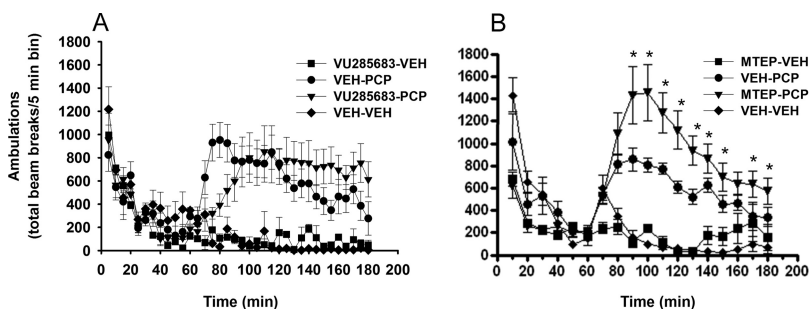 A
Ambulations
(total beam breaks/5 min bin)
1800
1600
1400
1200
1000
800
600
400
200
0
0 20 40 60 80 100 120 140 160 180 200
Time (min)
VU285683-VEH
VEH-PCP
VU285683-PCP
VEH-VEH
B
1800
1600
1400
1200
1000
800
600
400
200
0
0 20 40 60 80 100 120 140 160 180 200
Time (min)
MTEP-VEH
VEH-PCP
MTEP-PCP
VEH-VEH
* * * * * * * * *